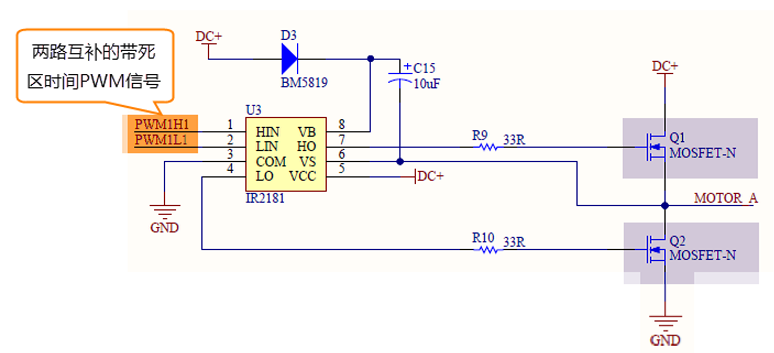 两路互补的带死
区时间PWM信号
DC+
D3
BM5819
C15
10uF
DC+
U3
PWM1H1
1
HIN
VB
8
PWM1L1
2
LIN
HO
7
R9
33R
Q1
MOSFET-N
3
COM
VS
6
4
LO
VCC
5
DC+
IR2181
GND
MOTOR_A
R10
33R
Q2
MOSFET-N
GND